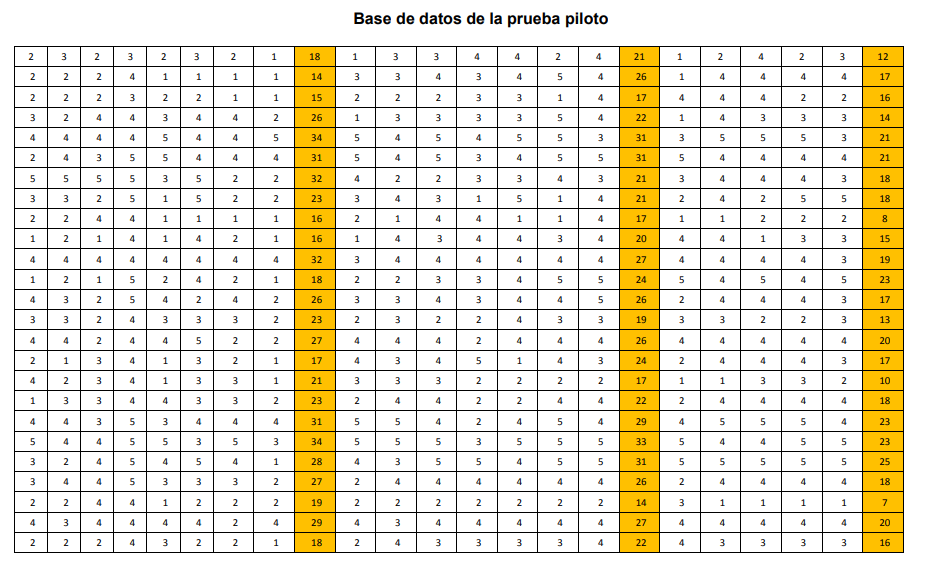 Base de datos de la prueba piloto
2 3 2 3 2 3 2 1 18 1 3 3 4 4 2 4 21 1 2 4 2 3 12
2 2 2 4 1 1 1 1 14 3 3 4 3 4 5 4 26 1 4 4 4 4 17
2 2 2 3 2 2 1 1 15 2 2 2 3 3 1 4 17 4 4 4 2 2 16
3 2 4 4 3 4 4 2 26 1 3 3 3 3 5 4 22 1 4 3 3 3 14
4 4 4 4 5 4 4 5 34 5 4 5 4 5 5 3 31 3 5 5 5 3 21
2 4 3 5 5 4 4 4 31 5 4 5 3 4 5 5 31 5 4 4 4 4 21
5 5 5 5 3 5 2 2 32 4 2 2 3 3 4 3 21 3 4 4 4 3 18
3 3 2 5 1 5 2 2 23 3 4 3 1 5 1 4 21 2 4 2 5 5 18
2 2 4 4 1 1 1 1 16 2 1 4 4 1 1 4 17 1 1 2 2 2 8
1 2 1 4 1 4 2 1 16 1 4 3 4 4 3 4 20 4 4 1 3 3 15
4 4 4 4 4 4 4 4 32 3 4 4 4 4 4 4 27 4 4 4 4 3 19
1 2 1 5 2 4 2 1 18 2 2 3 3 4 5 5 24 5 4 5 4 5 23
4 3 2 5 4 2 4 2 26 3 3 4 3 4 4 5 26 2 4 4 4 3 17
3 3 2 4 3 3 3 2 23 2 3 2 2 4 3 3 19 3 3 2 2 3 13
4 4 2 4 4 5 2 2 27 4 4 4 2 4 4 4 26 4 4 4 4 4 20
2 1 3 4 1 3 2 1 17 4 3 4 5 1 4 3 24 2 4 4 4 3 17
4 2 3 4 1 3 3 1 21 3 3 3 2 2 2 2 17 1 1 3 3 2 10
1 3 3 4 4 3 3 2 23 2 4 4 2 2 4 4 22 2 4 4 4 4 18
4 4 3 5 3 4 4 4 31 5 5 4 2 4 5 4 29 4 5 5 5 4 23
5 4 4 5 5 3 5 3 34 5 5 5 3 5 5 5 33 5 4 4 5 5 23
3 2 4 5 4 5 4 1 28 4 3 5 5 4 5 5 31 5 5 5 5 5 25
3 4 4 5 3 3 3 2 27 2 4 4 4 4 4 4 26 2 4 4 4 4 18
2 2 4 4 1 2 2 2 19 2 2 2 2 2 2 2 14 3 1 1 1 1 7
4 3 4 4 4 4 2 4 29 4 3 4 4 4 4 4 27 4 4 4 4 4 20
2 2 2 4 3 2 2 1 18 2 4 3 3 3 3 4 22 4 3 3 3 3 16